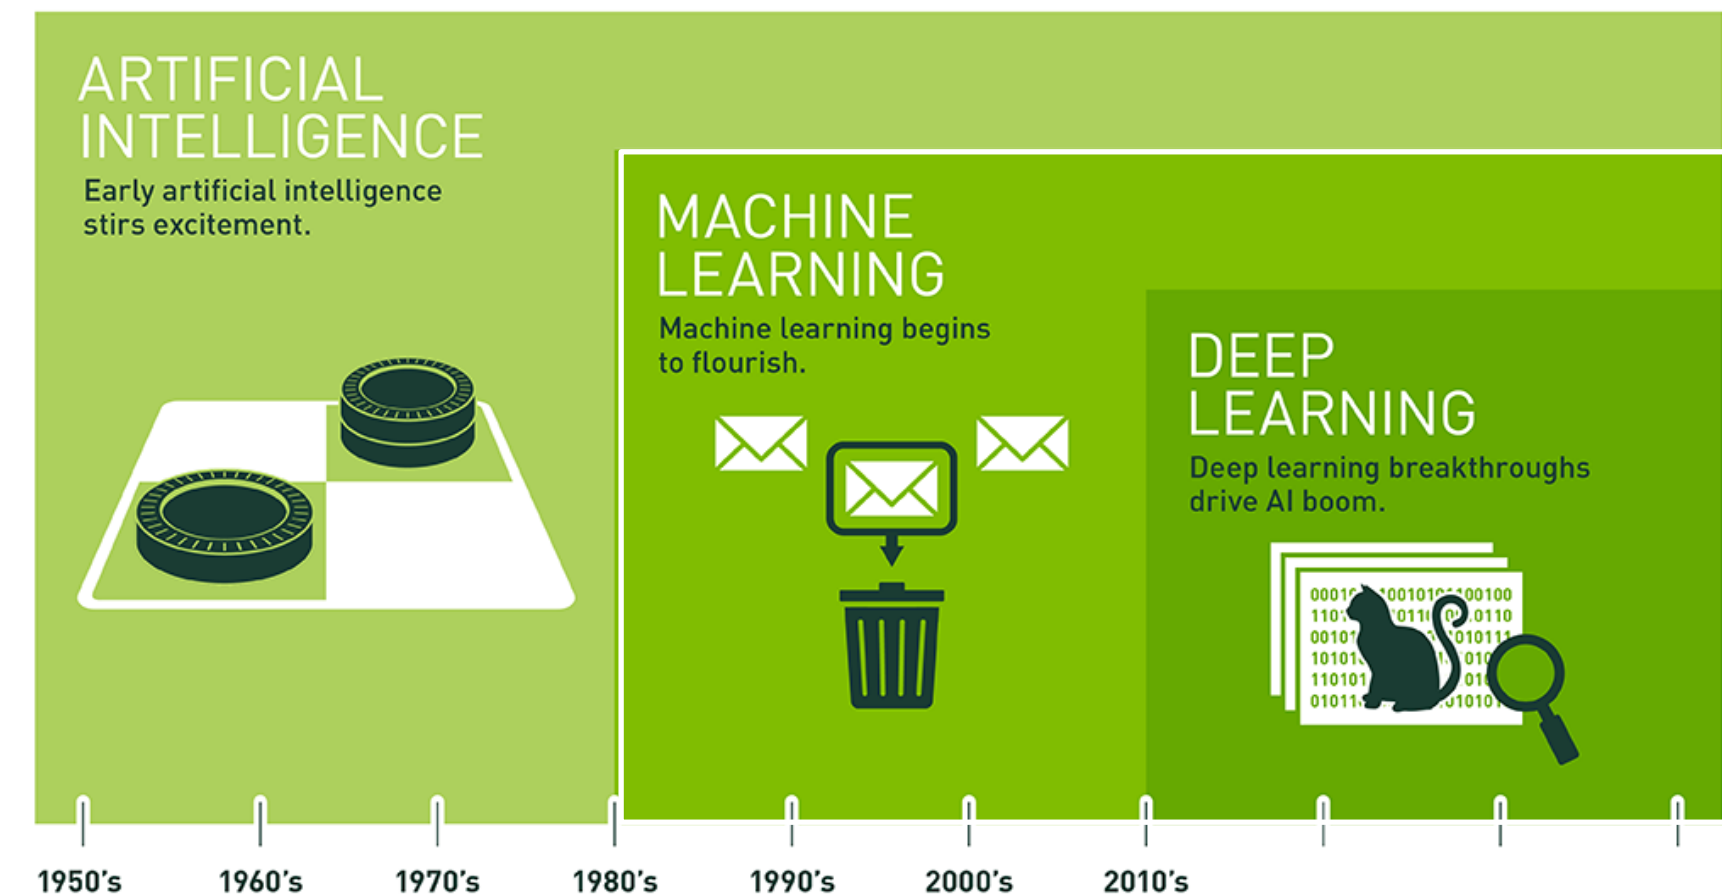 ARTIFICIAL
INTELLIGENCE
Early artificial intelligence
stirs excitement.
MACHINE
LEARNING
Machine learning begins
to flourish.
DEEP
LEARNING
Deep learning breakthroughs
drive AI boom.
1950's 1960's 1970's 1980's 1990's 2000's 2010's